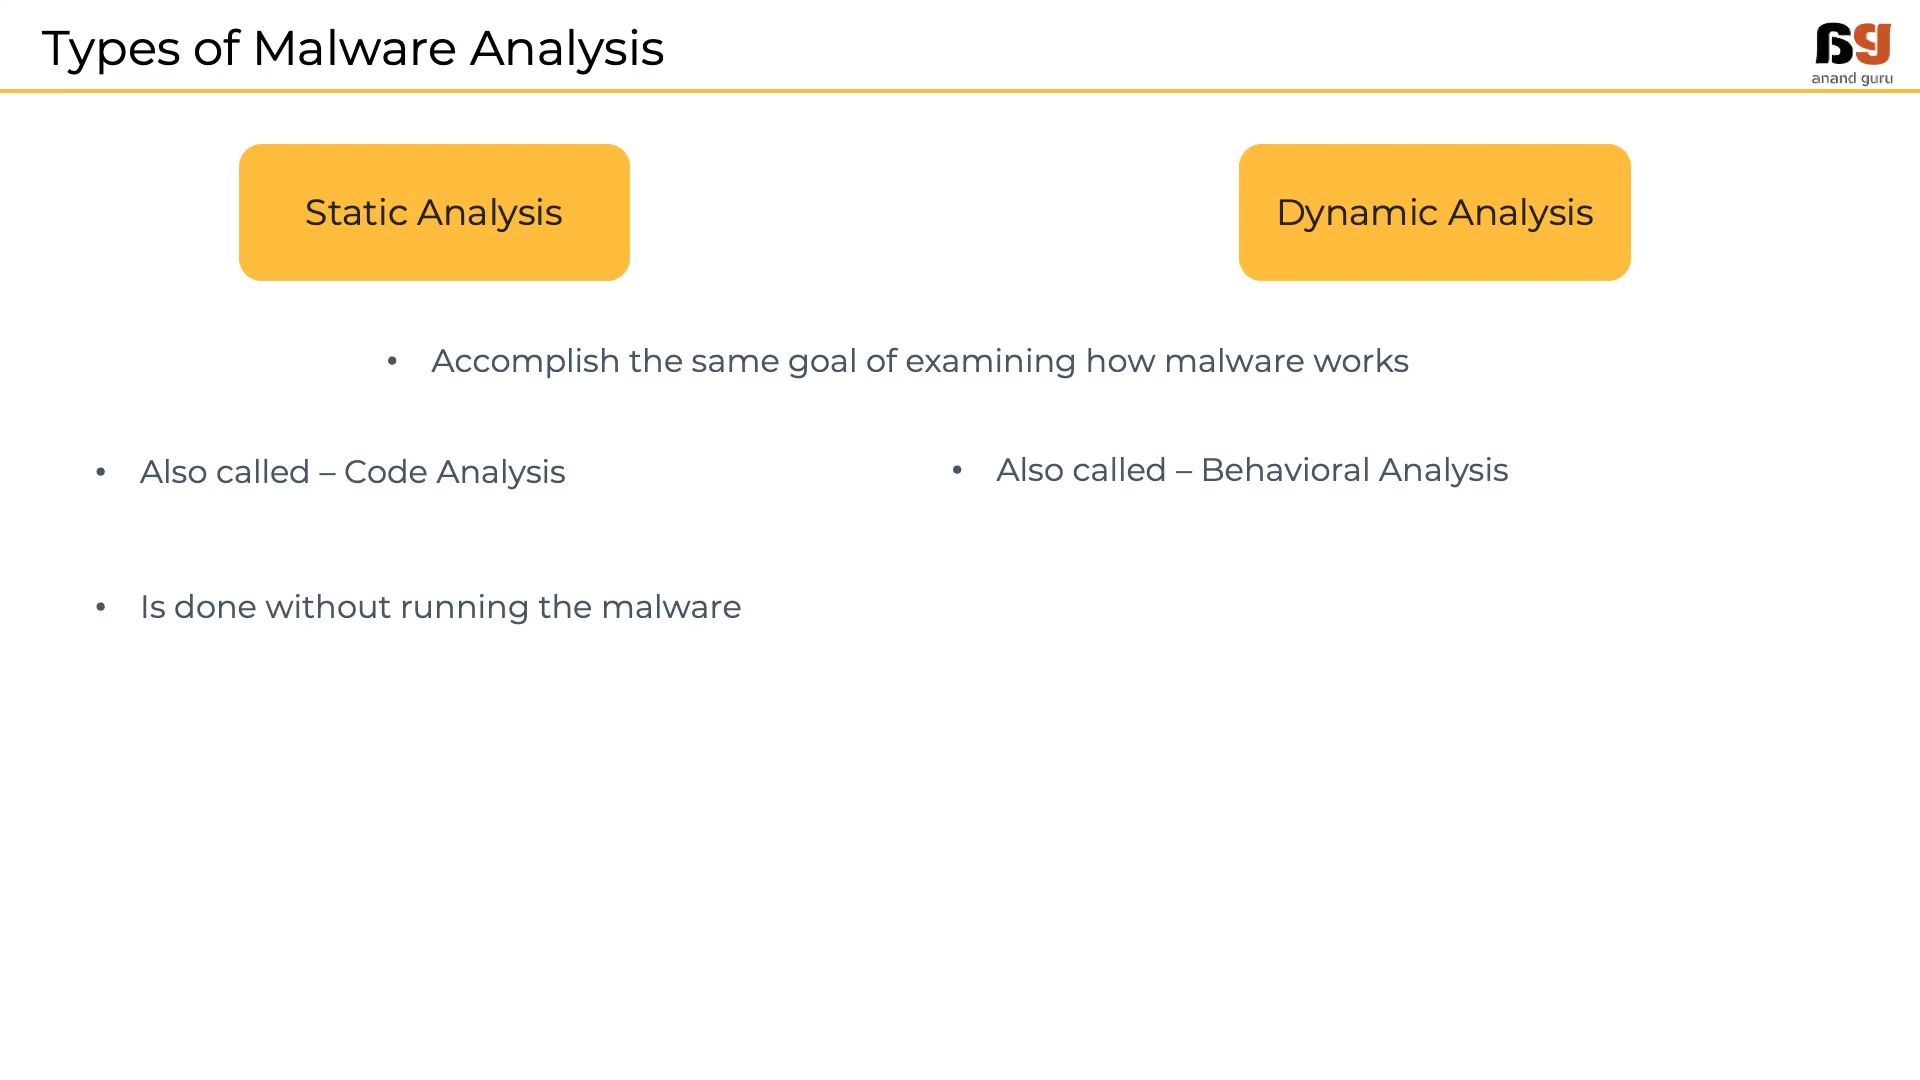 Types of Malware Analysis
anand guru
Static Analysis
Dynamic Analysis
• Accomplish the same goal of examining how malware works
• Also called – Code Analysis
• Also called – Behavioral Analysis
• Is done without running the malware